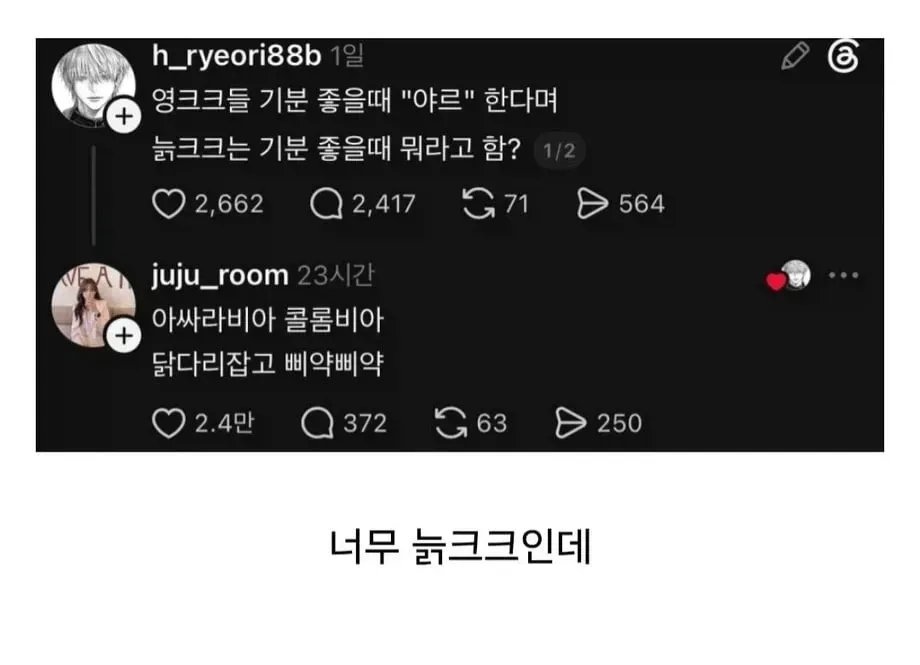 h_ryeori88b 1일
영크크들 기분 좋을때 "야르" 한다며
늙크크는 기분 좋을때 뭐라고 함? 1/2
2,662 2,417 71 564
juju_room 23시간
아싸라비아 콜롬비아
닭다리잡고 삐약삐약
2.4만 372 63 250
너무 늙크크인데